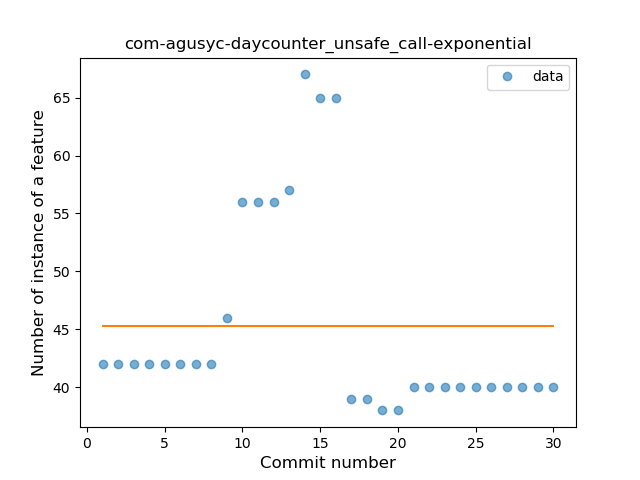 com-agusyc-daycounter_unsafe_call-exponential
data
Number of instance of a feature
65
60
55
50
45
40
0 5 10 15 20 25 30
Commit number